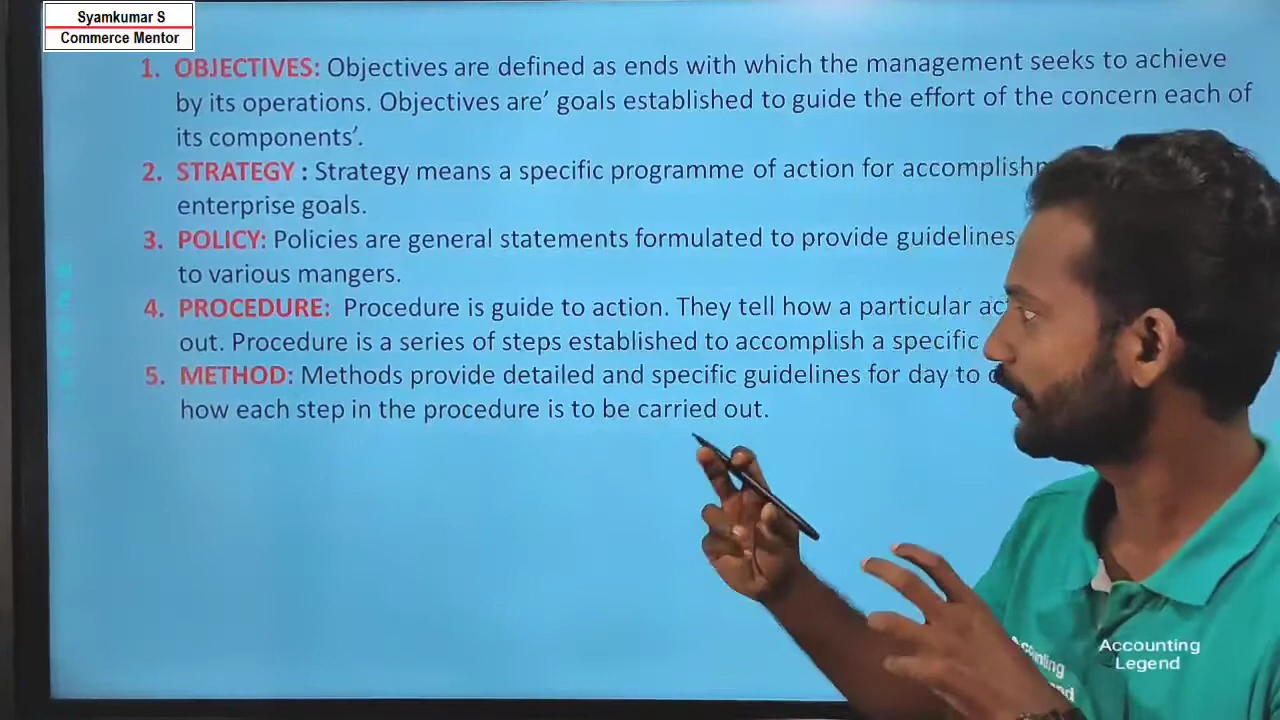 Syamkumar S
Commerce Mentor
1. OBJECTIVES: Objectives are defined as ends with which the management seeks to achieve
by its operations. Objectives are’ goals established to guide the effort of the concern each of
its components’.
2. STRATEGY : Strategy means a specific programme of action for
enterprise goals.
3. POLICY: Policies are general statements formulated to provide guidelines
to various mangers.
4. PROCEDURE: Procedure is guide to action. They tell how a particular
out. Procedure is a series of steps established to accomplish a specific
5. METHOD: Methods provide detailed and specific guidelines for day to
how each step in the procedure is to be carried out.
Accounting
Legend